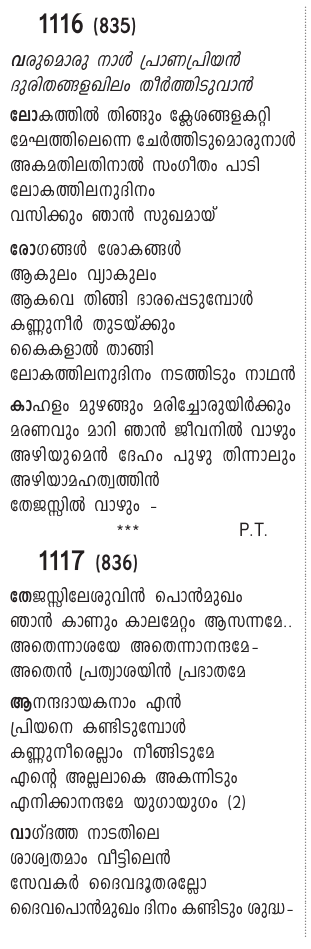 1116 (835)
വരുമൊരു നാൾ പ്രാണപ്രിയൻ
ദുരിതങ്ങളഖിലം തീർത്തിടുവാൻ
ലോകത്തിൽ തിങ്ങും ക്ലേശങ്ങളകറ്റി
മേഘത്തിലെന്നെ ചേർത്തിടുമൊരുനാൾ
അകമതിലതിനാൽ സംഗീതം പാടി
ലോകത്തിലനുദിനം
വസിക്കും ഞാൻ സുഖമായ്
രോഗങ്ങൾ ശോകങ്ങൾ
ആകുലം വ്യാകുലം
ആകവെ തിങ്ങി ഭാരപ്പെടുമ്പോൾ
കണ്ണുനീർ തുടയ്ക്കും
കൈകളാൽ താങ്ങി
ലോകത്തിലനുദിനം നടത്തിടും നാഥൻ
കാഹളം മുഴങ്ങും മരിച്ചോരുയിർക്കും
മരണവും മാറി ഞാൻ ജീവനിൽ വാഴും
അഴിയുമെൻ ദേഹം പുഴു തിന്നാലും
അഴിയാമഹത്വത്തിൻ
തേജസ്സിൽ വാഴും -
*** P.T.
1117 (836)
തേജസ്സിലേശുവിൻ പൊൻമുഖം
ഞാൻ കാണും കാലമേറ്റം ആസന്നമേ..
അതെന്നാശയേ അതെന്നാനന്ദമേ-
അതെൻ പ്രത്യാശയിൻ പ്രഭാതമേ
ആനന്ദദായകനാം എൻ
പ്രിയനെ കണ്ടിടുമ്പോൾ
കണ്ണുനീരെല്ലാം നീങ്ങിടുമേ
എന്റെ അല്ലലാകെ അകന്നിടും
എനിക്കാനന്ദമേ യുഗായുഗം (2)
വാഗ്ദത്ത നാടതിലെ
ശാശ്വതമാം വീട്ടിലെൻ
സേവകർ ദൈവദൂതരല്ലോ
ദൈവപൊൻമുഖം ദിനം കണ്ടിടും ശുദ്ധ-